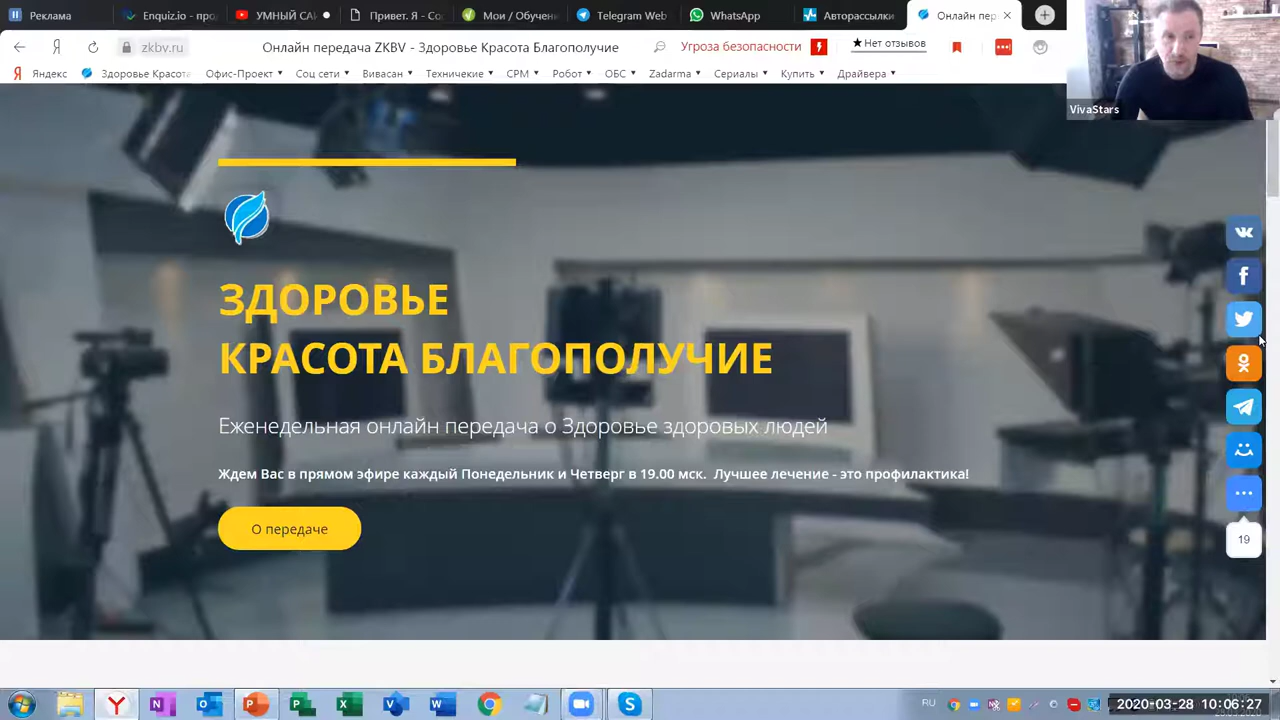 Реклама
Enquiz.io - про
УМНЫЙ САЙ
Привет. Я - Со
Мои / Обучен
Telegram Web
WhatsApp
Авторассылки
Онлайн пер
zkbv.ru
Онлайн передача ZKBV - Здоровье Красота Благополучие
Угроза безопасности
★Нет отзывов
Яндекс
Здоровье Красота
Офис-Проект
Соц сети
Вивасан
Техничекие
СРМ
Робот
ОБС
Zadarma
Сериалы
Купить
Драйвера
VivaStars
ЗДОРОВЬЕ
КРАСОТА БЛАГОПОЛУЧИЕ
Еженедельная онлайн передача о Здоровье здоровых людей
Ждем Вас в прямом эфире каждый Понедельник и Четверг в 19.00 мск. Лучшее лечение - это профилактика!
О передаче
19
RU
2020-03-28 10:06:27